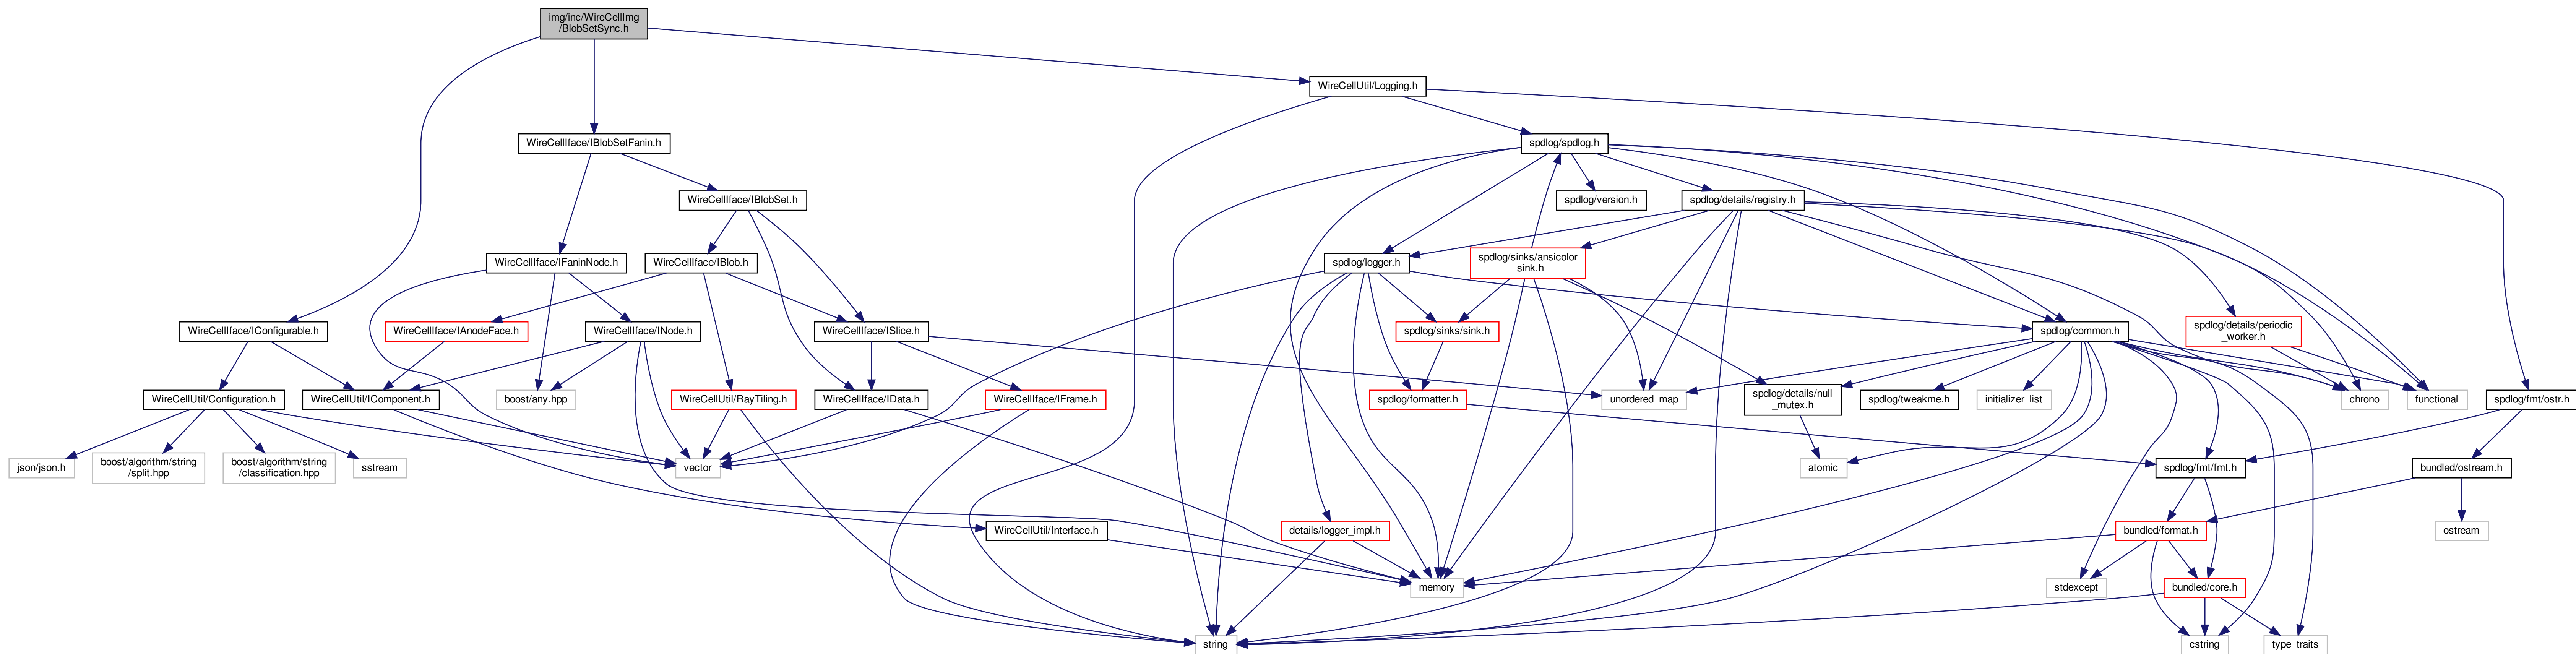 img/inc/WireCellImg
/BlobSetSync.h
WireCellUtil/Logging.h
WireCellIface/IBlobSetFanin.h
spdlog/spdlog.h
WireCellIface/IBlobSet.h
spdlog/version.h
spdlog/details/registry.h
WireCellIface/IFaninNode.h
WireCellIface/IBlob.h
spdlog/logger.h
spdlog/sinks/ansicolor
_sink.h
WireCellIface/IConfigurable.h
WireCellIface/IAnodeFace.h
WireCellIface/INode.h
WireCellIface/ISlice.h
spdlog/sinks/sink.h
spdlog/common.h
spdlog/details/periodic
_worker.h
WireCellUtil/Configuration.h
WireCellUtil/IComponent.h
boost/any.hpp
WireCellUtil/RayTiling.h
WireCellIface/IData.h
WireCellIface/IFrame.h
spdlog/formatter.h
unordered_map
spdlog/details/null
_mutex.h
spdlog/tweakme.h
initializer_list
chrono
functional
spdlog/fmt/ostr.h
json/json.h
boost/algorithm/string
/split.hpp
boost/algorithm/string
/classification.hpp
sstream
vector
atomic
spdlog/fmt/fmt.h
bundled/ostream.h
WireCellUtil/Interface.h
details/logger_impl.h
bundled/format.h
ostream
memory
stdexcept
bundled/core.h
string
cstring
type_traits